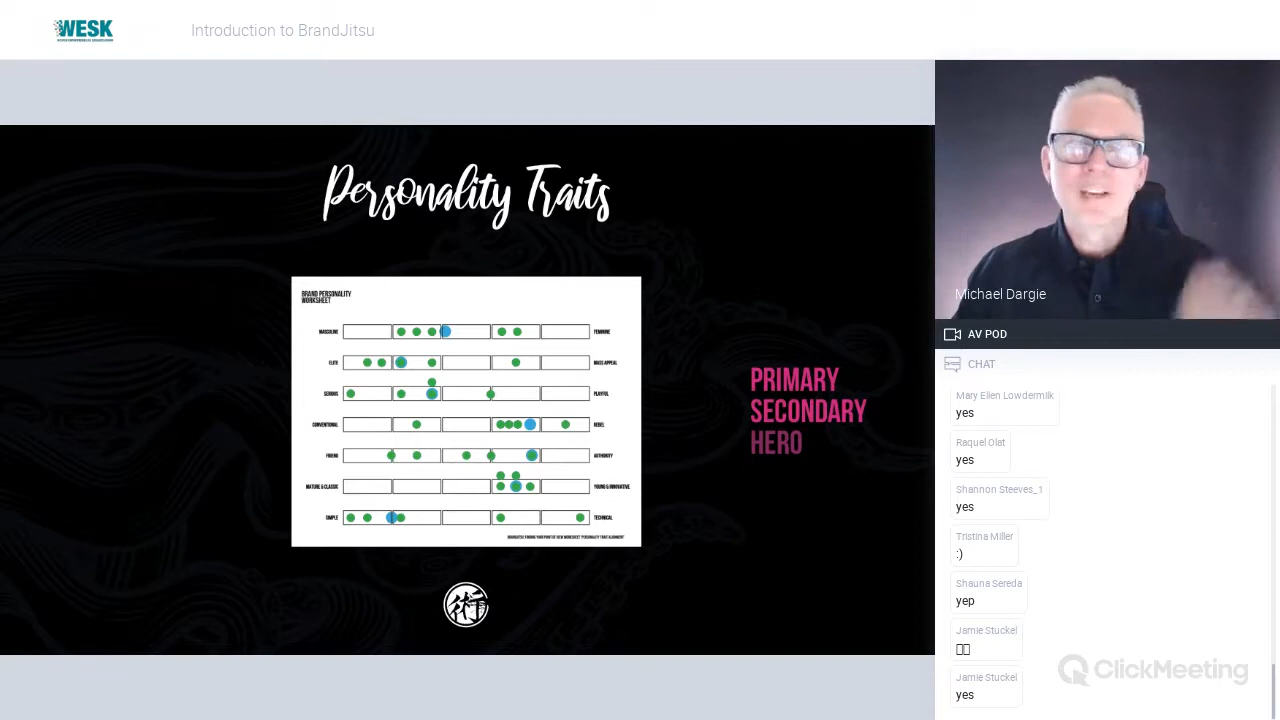 WESK
Introduction to BrandJitsu
Personality Traits
BRAND PERSONALITY
WORKSHEET
MASCULINE
FEMININE
ELITE
MASS APPEAL
SERIOUS
PLAYFUL
CONVENTIONAL
REBEL
FRIEND
AUTHORITY
MATURE & CLASSIC
YOUNG & INNOVATIVE
SIMPLE
TECHNICAL
PRIMARY
SECONDARY
HERO
術
Michael Dargie
AV POD
CHAT
Mary Ellen Lowdermilk
yes
Raquel Olat
yes
Shannon Steeves_1
yes
Tristina Miller
:)
Shauna Sereda
yep
Jamie Stuckel
Jamie Stuckel
yes
ClickMeeting